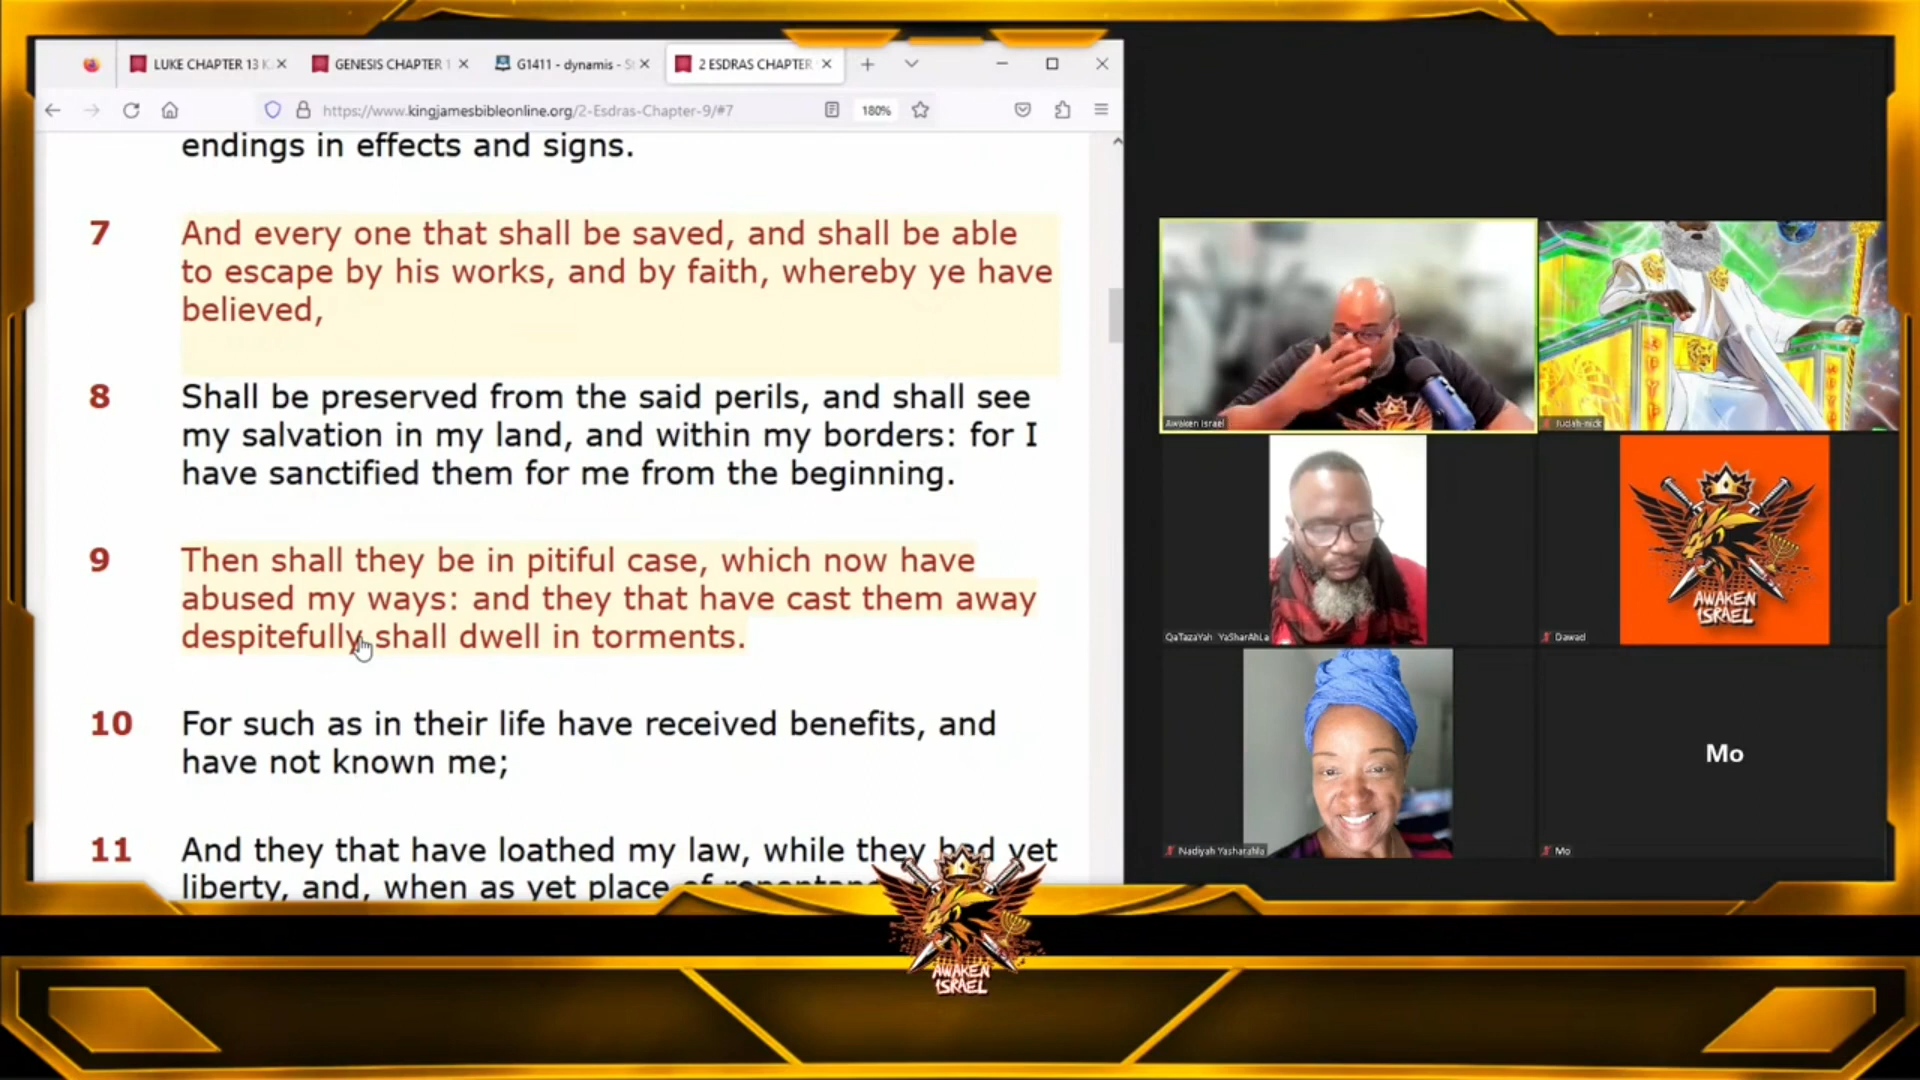 LUKE CHAPTER 13 K
GENESIS CHAPTER 1
G1411 - dynamis - St
2 ESDRAS CHAPTER
https://www.kingjamesbibleonline.org/2-Esdras-Chapter-9/#7
180%
endings in effects and signs.
7 And every one that shall be saved, and shall be able
to escape by his works, and by faith, whereby ye have
believed,
8 Shall be preserved from the said perils, and shall see
my salvation in my land, and within my borders: for I
have sanctified them for me from the beginning.
9 Then shall they be in pitiful case, which now have
abused my ways: and they that have cast them away
despitefully shall dwell in torments.
10 For such as in their life have received benefits, and
have not known me;
11 And they that have loathed my law, while they had yet
liberty, and, when as yet place of repentance
Awaken Israel
Judah-nick
QaTazaYah YaSharAhLa
Dawad
AWAKEN
ISRAEL
Nadiyah Yasharahla
Mo
Mo
AWAKEN
ISRAEL